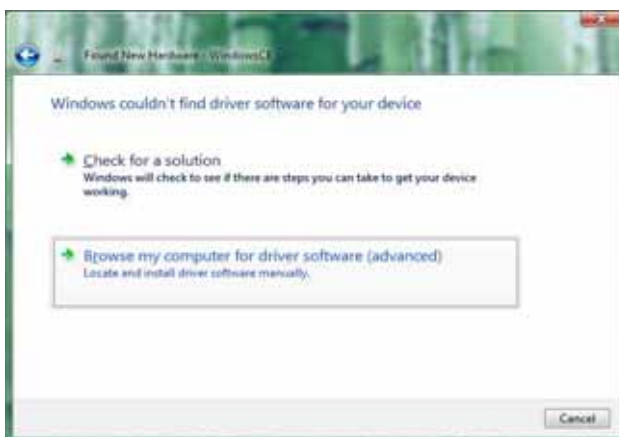 Found New Hardware - WindowsCE
Windows couldn't find driver software for your device
Check for a solution
Windows will check to see if there are steps you can take to get your device
working.
Browse my computer for driver software (advanced)
Locate and install driver software manually.
Cancel